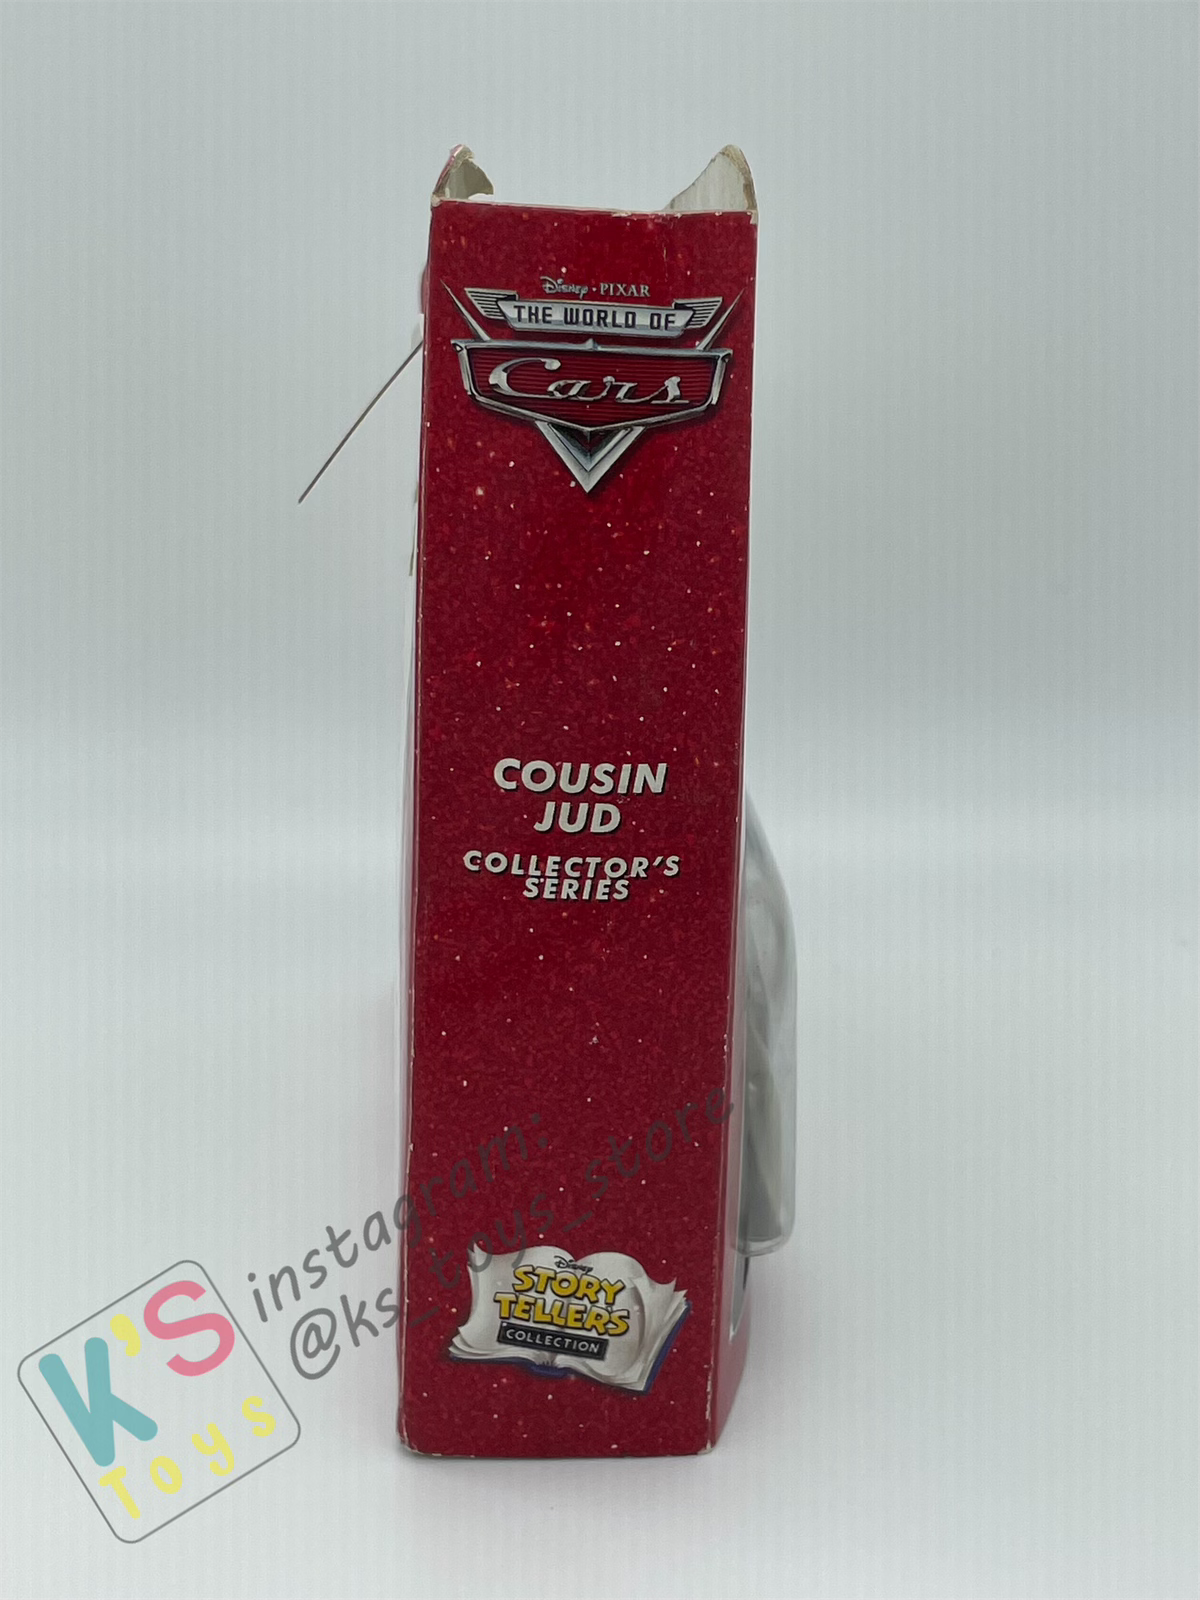 Disney · PIXAR
THE WORLD OF
Cars
COUSIN
JUD
COLLECTOR'S
SERIES
Disney
STORY
TELLERS
COLLECTION
instagram:
@ks_toys_store
K'S
Toys